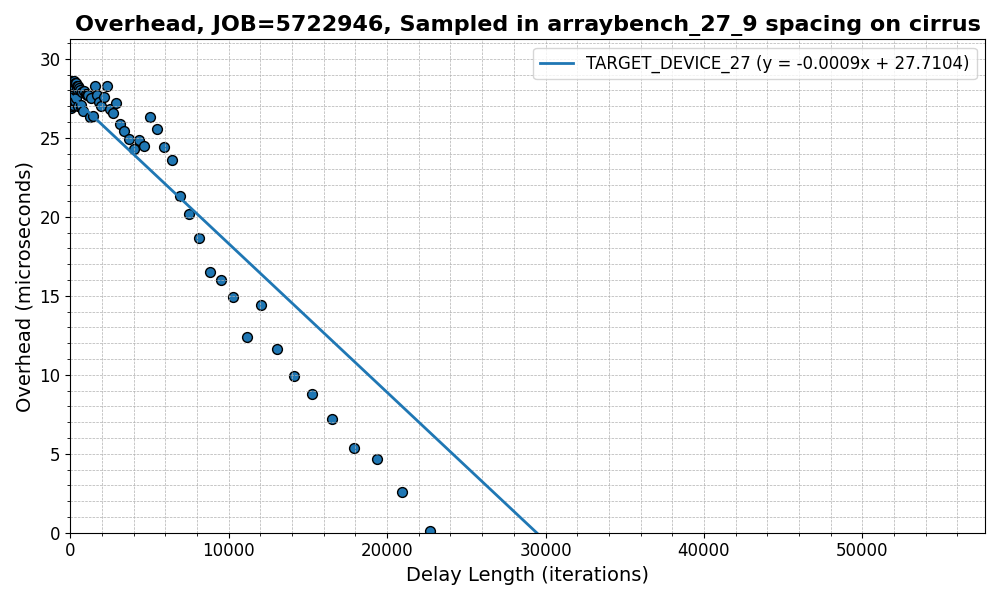 Overhead, JOB=5722946, Sampled in arraybench_27_9 spacing on cirrus
TARGET_DEVICE_27 (y = -0.0009x + 27.7104)
Overhead (microseconds)
30
25
20
15
10
5
0
0 10000 20000 30000 40000 50000
Delay Length (iterations)